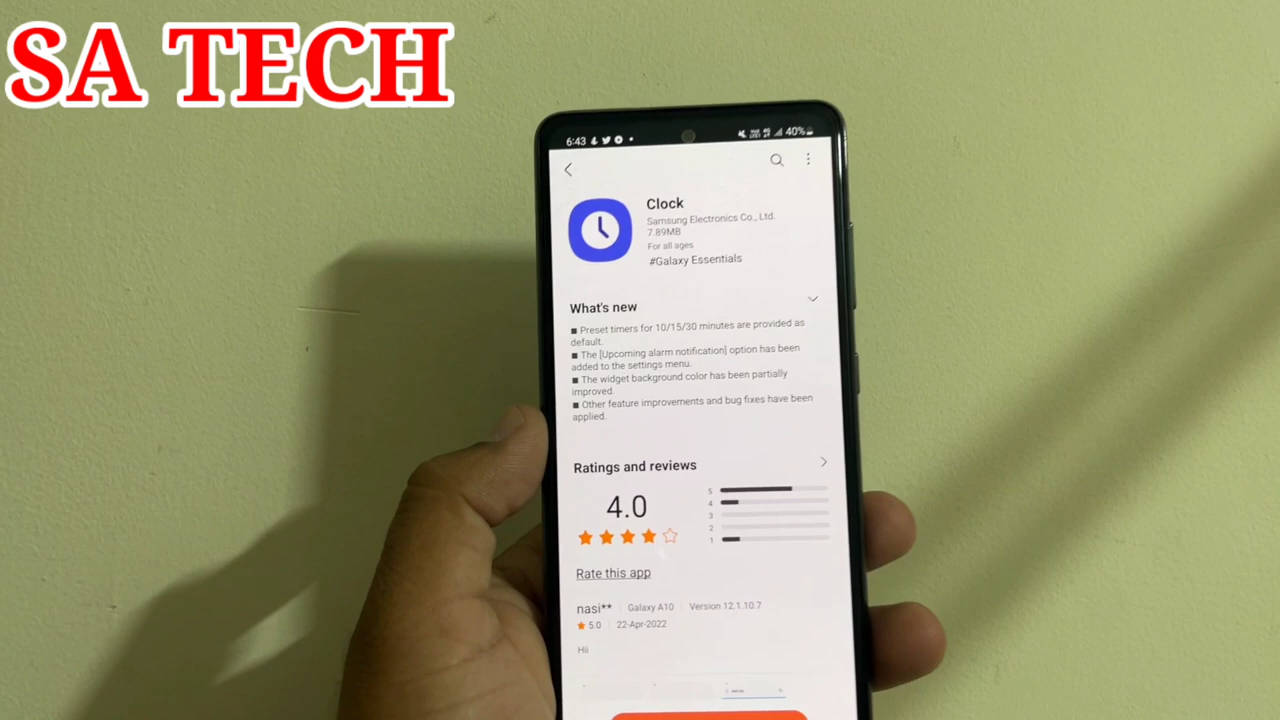 SA TECH
6:43
40%
Clock
Samsung Electronics Co., Ltd.
7.89MB
For all ages
#Galaxy Essentials
What's new
■ Preset timers for 10/15/30 minutes are provided as
default.
■ The [Upcoming alarm notification] option has been
added to the settings menu.
■ The widget background color has been partially
improved.
■ Other feature improvements and bug fixes have been
applied.
Ratings and reviews
4.0
5
4
3
2
1
Rate this app
nasi** Galaxy A10 Version 12.1.10.7
5.0 22-Apr-2022
Hii